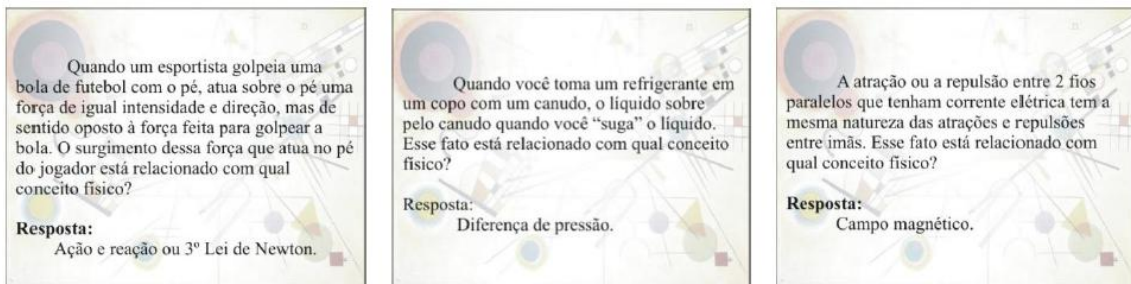 Quando um esportista golpeia uma
bola de futebol com o pé, atua sobre o pé uma
força de igual intensidade e direção, mas de
sentido oposto à força feita para golpear a
bola. O surgimento dessa força que atua no pé
do jogador está relacionado com qual
conceito físico?
Resposta:
Ação e reação ou 3º Lei de Newton.
Quando você toma um refrigerante em
um copo com um canudo, o líquido sobre
pelo canudo quando você “suga” o líquido.
Esse fato está relacionado com qual conceito
físico?
Resposta:
Diferença de pressão.
A atração ou a repulsão entre 2 fios
paralelos que tenham corrente elétrica tem a
mesma natureza das atrações e repulsões
entre imãs. Esse fato está relacionado com
qual conceito físico?
Resposta:
Campo magnético.